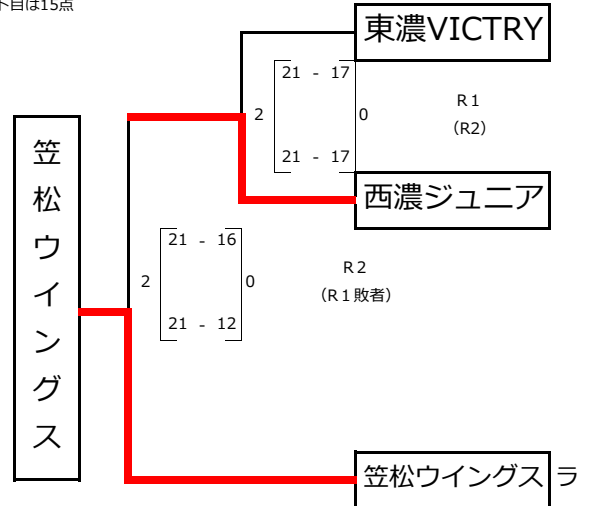 下目は15点
東濃VICTRY
21 - 17
2
0
R1
(R2)
21 - 17
西濃ジュニア
笠松ウイングス
21 - 16
2
0
R2
(R1敗者)
21 - 12
笠松ウイングス
ラ